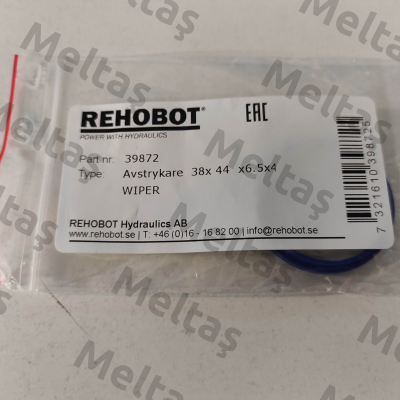 REHOBOT®
POWER WITH HYDRAULICS
EAC
Part nr: 39872
Type: Avstrykare 38x 44 x6.5x4
WIPER
REHOBOT Hydraulics AB
www.rehobot.se | T: +46 (0)16 - 16 82 00 | info@rehobot.se
7 321610 398725
Meltaş
Meltaş
Meltaş
Meltaş
Meltaş
Meltaş
Meltaş
Meltaş